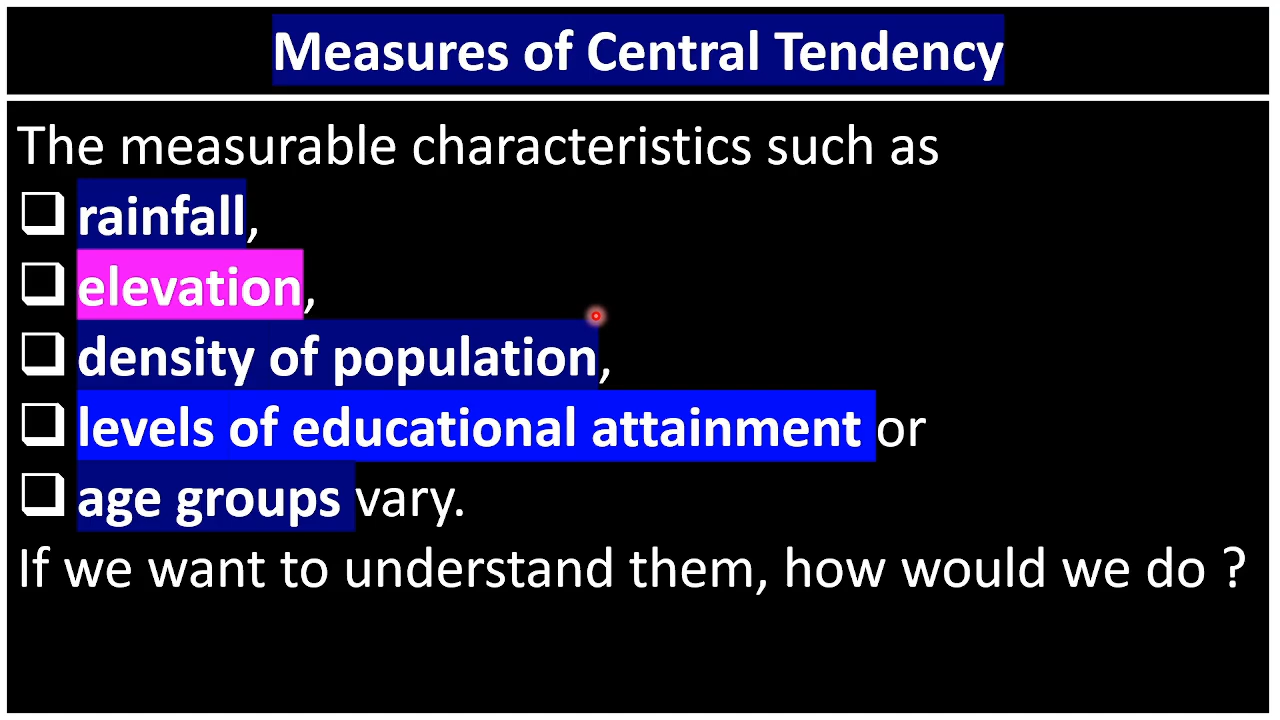 Measures of Central Tendency
The measurable characteristics such as
❑ rainfall,
❑ elevation,
❑ density of population,
❑ levels of educational attainment or
❑ age groups vary.
If we want to understand them, how would we do ?